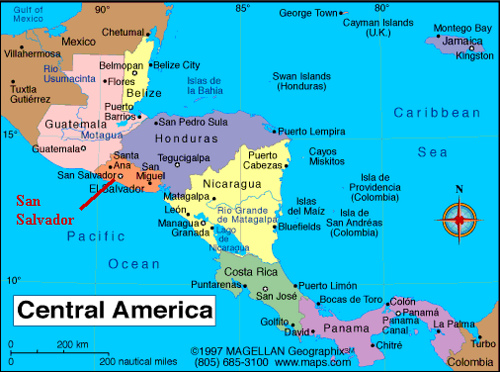 90°
85°
80°
Gulf of
Mexico
George Town
Cayman Islands
(U.K.)
Montego Bay
Jamaica
Kingston
Chetumal
Mexico
Villahermosa
Rio
Usumacinta
Belmopan
Belize City
Flores
Belize
Islas de
la Bahia
Swan Islands
(Honduras)
Tuxtla
Gutiérrez
Puerto
Barrios
San Pedro Sula
Caribbean
Sea
15°
Guatemala
Motagua
Guatemala
Honduras
Puerto Lempira
Tegucigalpa
Puerto
Cabezas
Cayos
Miskitos
Santa
Ana
San Salvador
San
Miguel
El Salvador
San
Salvador
Nicaragua
Matagalpa
León
Rio Grande
de Matagalpa
Managua
Granada
Lago de
Nicaragua
Bluefields
Islas
del Maíz
Isla de
Providencia
(Colombia)
Isla de
San Andréas
(Colombia)
N
Pacific
Ocean
10°
Costa Rica
Puntarenas
San José
Puerto Limón
Bocas de Toro
Colón
Panamá
Panama
Canal
La Palma
Golfito
David
Panama
Chitré
Turbo
Colombia
Central America
0
200 km
200 nautical miles
©1997 MAGELLAN Geographix℠
(805) 685-3100 www.maps.com